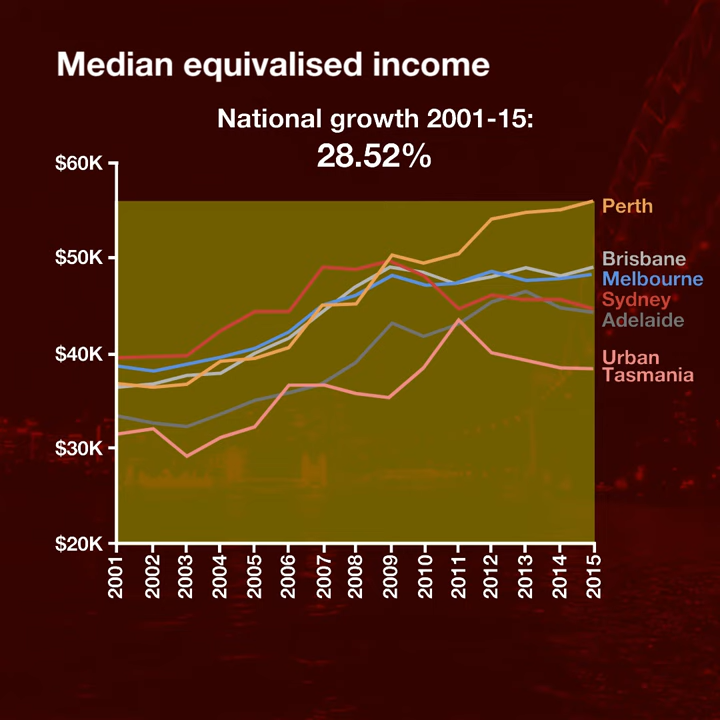 Median equivalised income
National growth 2001-15:
28.52%
$60K
$50K
$40K
$30K
$20K
Perth
Brisbane
Melbourne
Sydney
Adelaide
Urban
Tasmania
2001
2002
2003
2004
2005
2006
2007
2008
2009
2010
2011
2012
2013
2014
2015